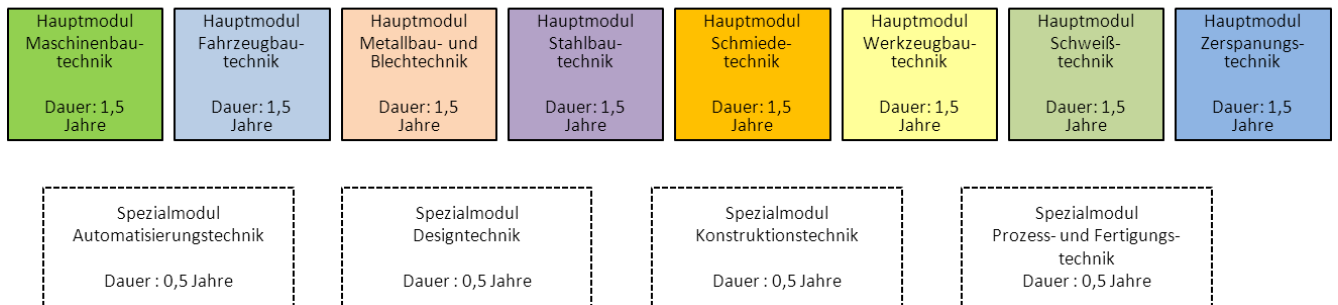 Hauptmodul
Maschinenbau-
technik
Dauer: 1,5
Jahre
Hauptmodul
Fahrzeugbau-
technik
Dauer: 1,5
Jahre
Hauptmodul
Metallbau- und
Blechtechnik
Dauer: 1,5
Jahre
Hauptmodul
Stahlbau-
technik
Dauer: 1,5
Jahre
Hauptmodul
Schmiede-
technik
Dauer: 1,5
Jahre
Hauptmodul
Werkzeugbau-
technik
Dauer: 1,5
Jahre
Hauptmodul
Schweiß-
technik
Dauer: 1,5
Jahre
Hauptmodul
Zerspanungs-
technik
Dauer: 1,5
Jahre
Spezialmodul
Automatisierungstechnik
Dauer : 0,5 Jahre
Spezialmodul
Designtechnik
Dauer : 0,5 Jahre
Spezialmodul
Konstruktionstechnik
Dauer : 0,5 Jahre
Spezialmodul
Prozess- und Fertigungs-
technik
Dauer : 0,5 Jahre